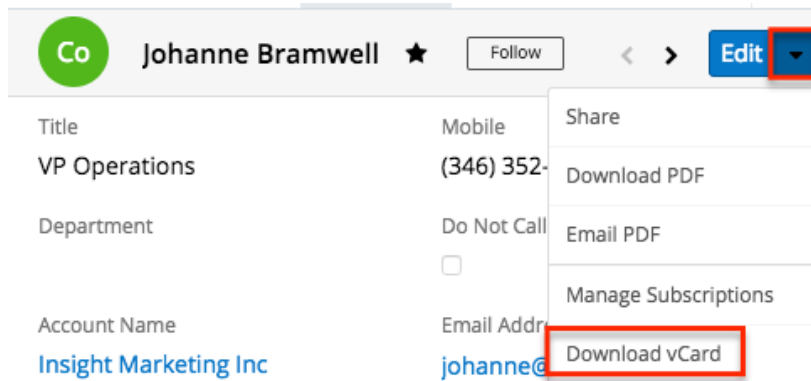 Co Johanne Bramwell Follow Edit
Title
VP Operations
Department
Account Name
Insight Marketing Inc
Mobile
(346) 352-
Do Not Call
Email Addr
johanne@
Share
Download PDF
Email PDF
Manage Subscriptions
Download vCard